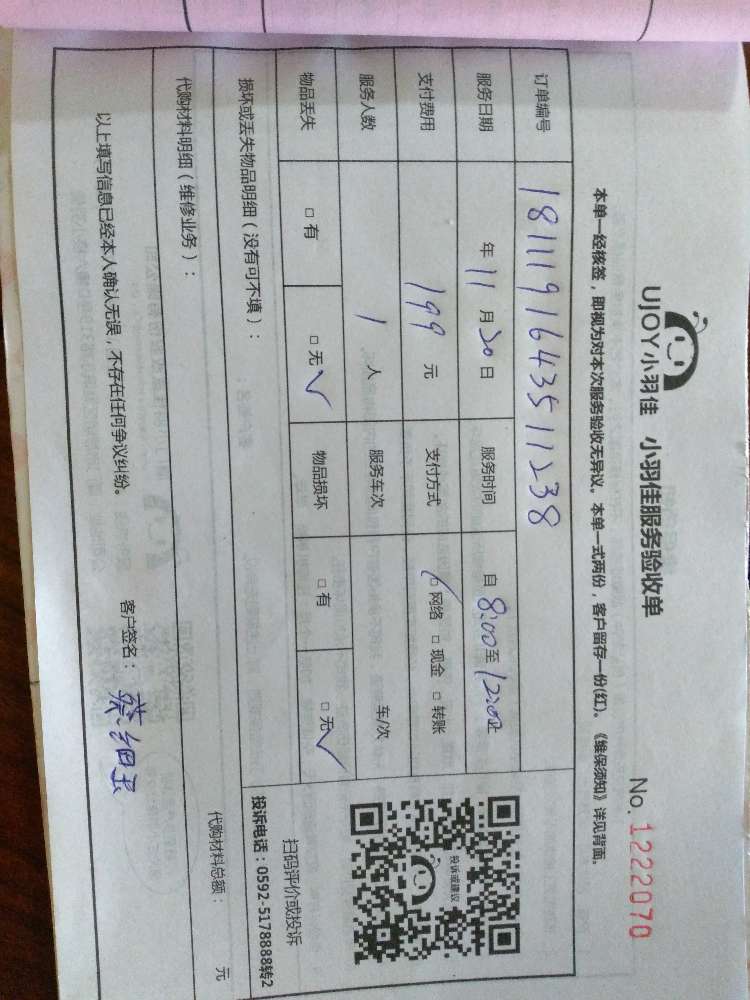 UJOY小羽佳 小羽佳服务验收单 No. 1222070
本单一经核签，即视为对本次服务验收无异议。本单一式两份，客户留存一份(红)。《维保须知》详见背面。
订单编号 18111916435111238
服务日期 年 11 月 20 日 服务时间 自 8:00 至 12:00 止
支付费用 199 元 支付方式 ☑ 网络 □ 现金 □ 转账
服务人数 1 人 服务车次 车/次
物品丢失 □ 有 □ 无 ✓ 物品损坏 □ 有 □ 无 ✓
投诉或建议
扫码评价或投诉
投诉电话：0592-5178888转2
损坏或丢失物品明细（没有可不填）：
代购材料明细（维修业务）： 代购材料总额： 元
以上填写信息已经本人确认无误，不存在任何争议纠纷。 客户签名：